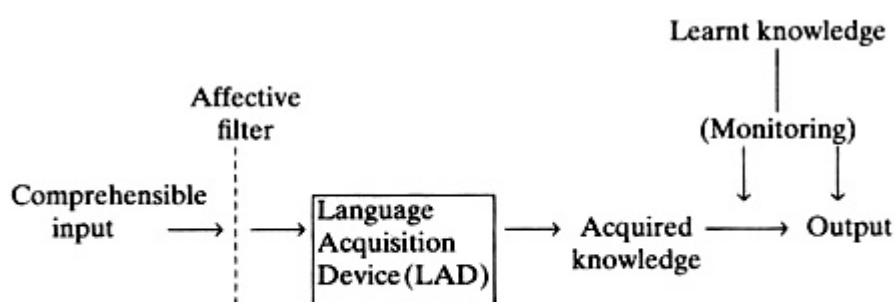 Learnt knowledge
Affective
filter
(Monitoring)
Comprehensible
input
Language
Acquisition
Device (LAD)
Acquired
knowledge
Output